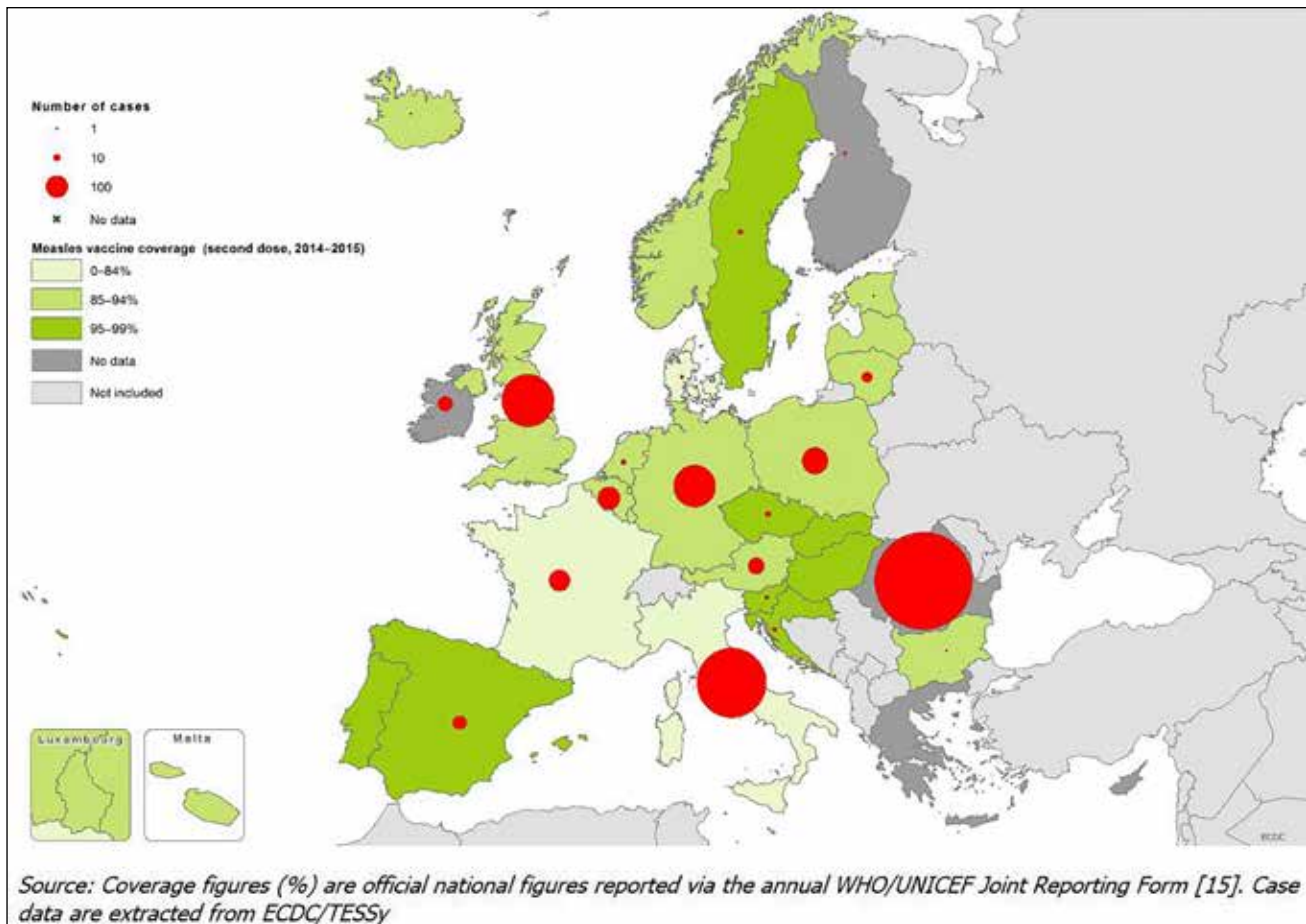 Number of cases
1
10
100
No data
Measles vaccine coverage (second dose, 2014–2015)
0–84%
85–94%
95–99%
No data
Not included
Luxembourg
Malta
ECDC
Source: Coverage figures (%) are official national figures reported via the annual WHO/UNICEF Joint Reporting Form [15]. Case
data are extracted from ECDC/TESSy